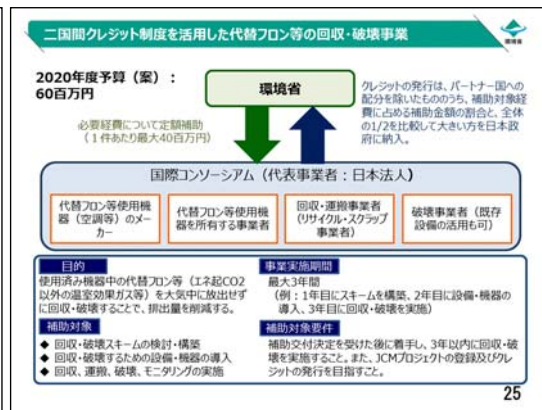 二国間クレジット制度を活用した代替フロン等の回収・破壊事業
環境省
2020年度予算(案):
60百万円
環境省
クレジットの発行は、パートナー国への
配分を除いたもののうち、補助対象経
費に占める補助金額の割合と、全体
の1/2を比較して大きい方を日本政
府に納入。
必要経費について定額補助
(1件あたり最大40百万円)
国際コンソーシアム(代表事業者:日本法人)
代替フロン等使用機
器(空調等)のメー
カー
代替フロン等使用機
器を所有する事業者
回収・運搬事業者
(リサイクル・スクラップ
事業者)
破壊事業者(既存
設備の活用も可)
目的
使用済み機器中の代替フロン等(エネ起CO2
以外の温室効果ガス等)を大気中に放出せず
に回収・破壊することで、排出量を削減する。
補助対象
◆ 回収・破壊スキームの検討・構築
◆ 回収・破壊するための設備・機器の導入
◆ 回収、運搬、破壊、モニタリングの実施
事業実施期間
最大3年間
(例:1年目にスキームを構築、2年目に設備・機器の
導入、3年目に回収・破壊を実施)
補助対象要件
補助交付決定を受けた後に着手し、3年以内に回収・破
壊を実施すること。また、JCMプロジェクトの登録及びクレ
ジットの発行を目指すこと。
25